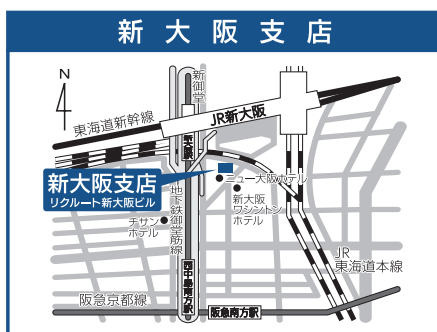 新大阪支店
N
新御堂
JR新大阪
東海道新幹線
新大阪駅
新大阪支店
リクルート新大阪ビル
ニュー大阪ホテル
新大阪
ワシントン
ホテル
チサン
ホテル
地下鉄御堂筋線
JR
東海道本線
西中島南方駅
阪急京都線
阪急南方駅